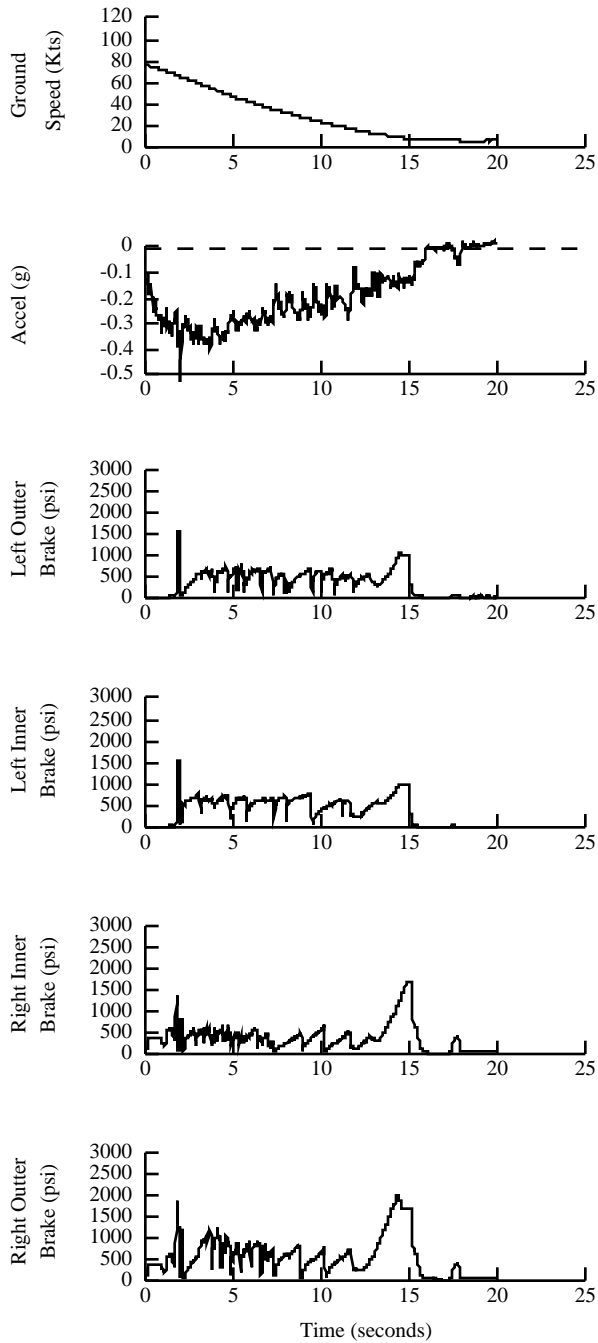 120
100
80
60
40
20
0
0 5 10 15 20 25
Ground
Speed (Kts)
0
-0.1
-0.2
-0.3
-0.4
-0.5
0 5 10 15 20 25
Accel (g)
3000
2500
2000
1500
1000
500
0
0 5 10 15 20 25
Left Outter
Brake (psi)
3000
2500
2000
1500
1000
500
0
0 5 10 15 20 25
Left Inner
Brake (psi)
3000
2500
2000
1500
1000
500
0
0 5 10 15 20 25
Right Inner
Brake (psi)
3000
2500
2000
1500
1000
500
0
0 5 10 15 20 25
Right Outter
Brake (psi)
Time (seconds)